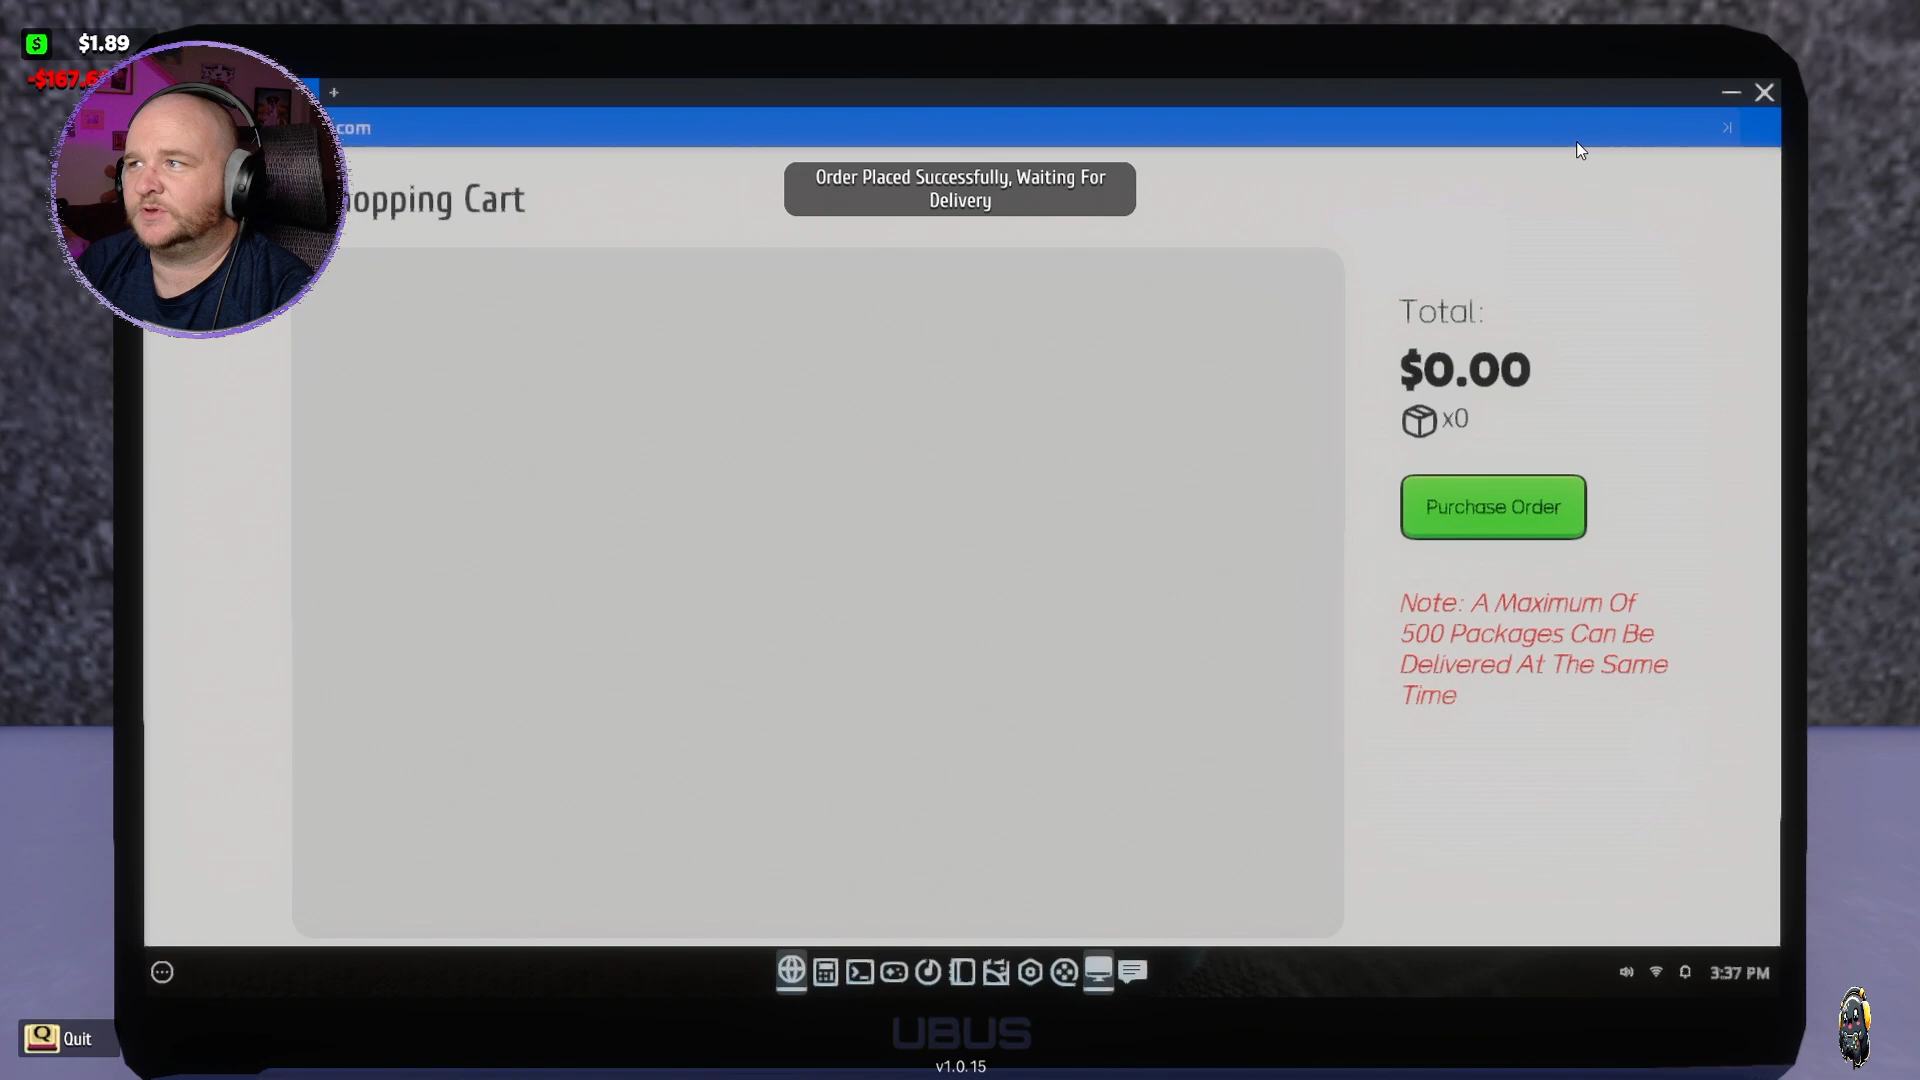 $1.89
.com
Order Placed Successfully, Waiting For
Delivery
opping Cart
Total:
$0.00
x0
Purchase Order
Note: A Maximum Of
500 Packages Can Be
Delivered At The Same
Time
3:37 PM
Q Quit
UBUS
v1.0.15